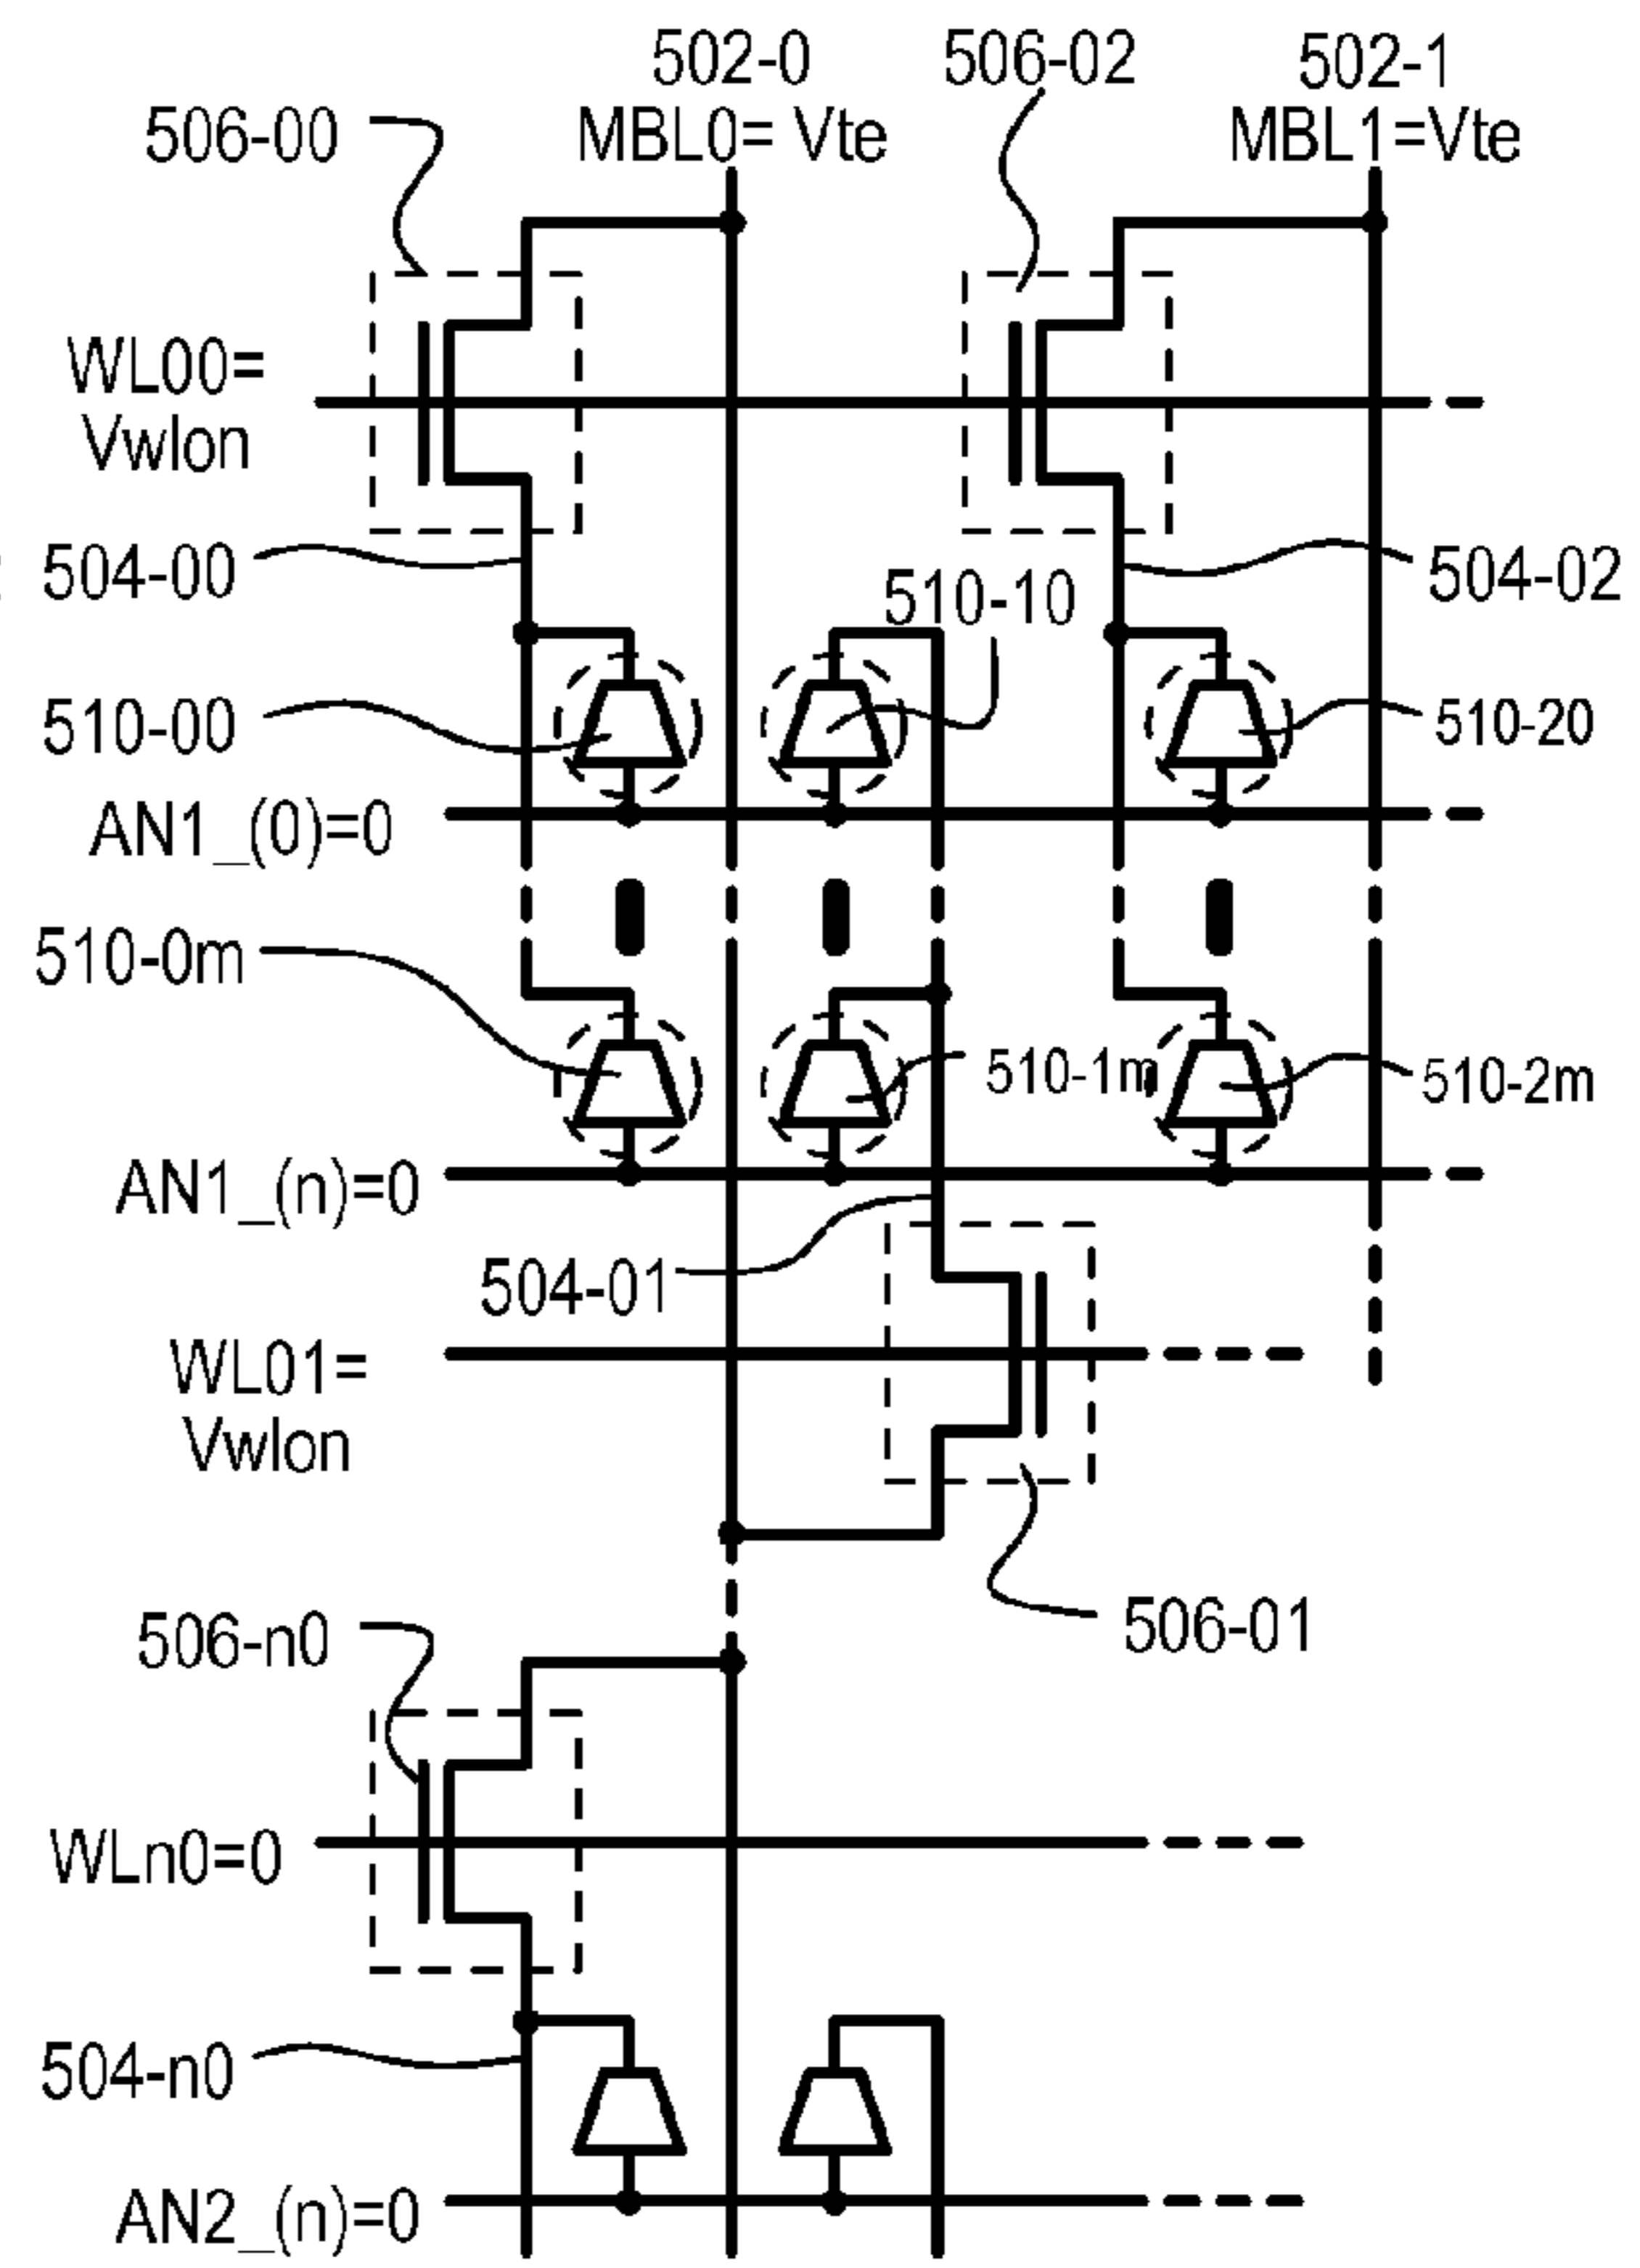 502-0
506-02
502-1
506-00
MBL0= Vte
MBL1=Vte
WL00=
Vwlon
504-00
510-10
504-02
510-00
510-20
AN1_(0)=0
510-0m
510-1m
510-2m
AN1_(n)=0
504-01
WL01=
Vwlon
506-n0
506-01
WLn0=0
504-n0
AN2_(n)=0